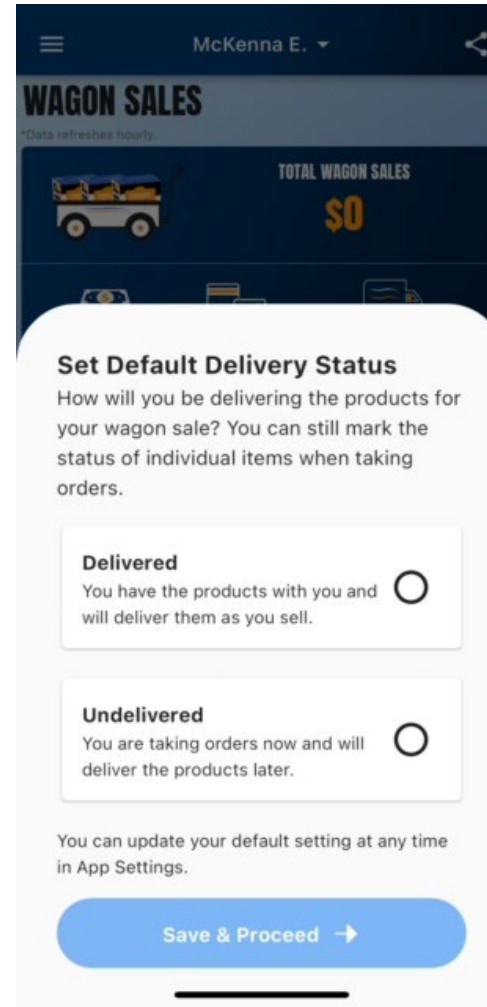 McKenna E.
WAGON SALES
*Data refreshes hourly.
TOTAL WAGON SALES
$0
Set Default Delivery Status
How will you be delivering the products for
your wagon sale? You can still mark the
status of individual items when taking
orders.
Delivered
You have the products with you and
will deliver them as you sell.
Undelivered
You are taking orders now and will
deliver the products later.
You can update your default setting at any time
in App Settings.
Save & Proceed